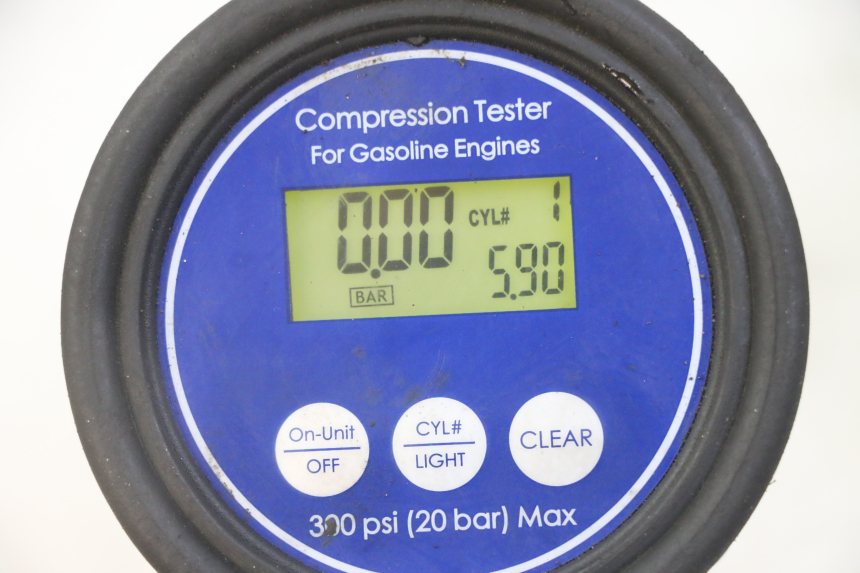 Compression Tester
For Gasoline Engines
0.00 CYL# 1
BAR 5.90
On-Unit CYL# CLEAR
OFF LIGHT
300 psi (20 bar) Max